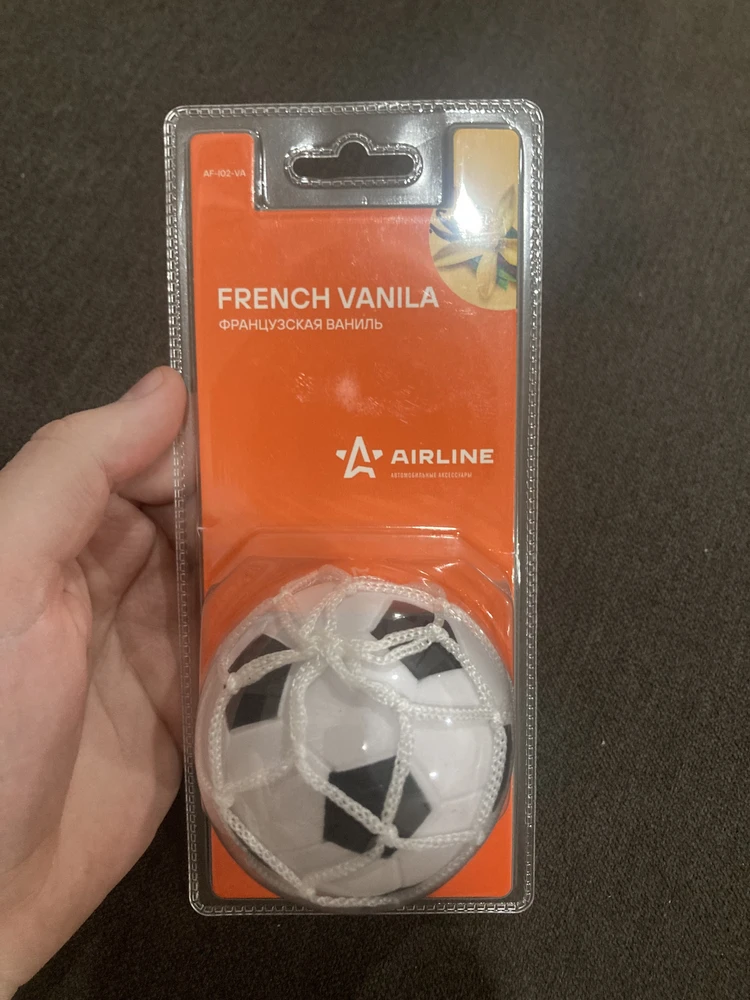 AF-I02-VA
FRENCH VANILA
ФРАНЦУЗСКАЯ ВАНИЛЬ
AIRLINE
АВТОМОБИЛЬНЫЕ АКСЕССУАРЫ